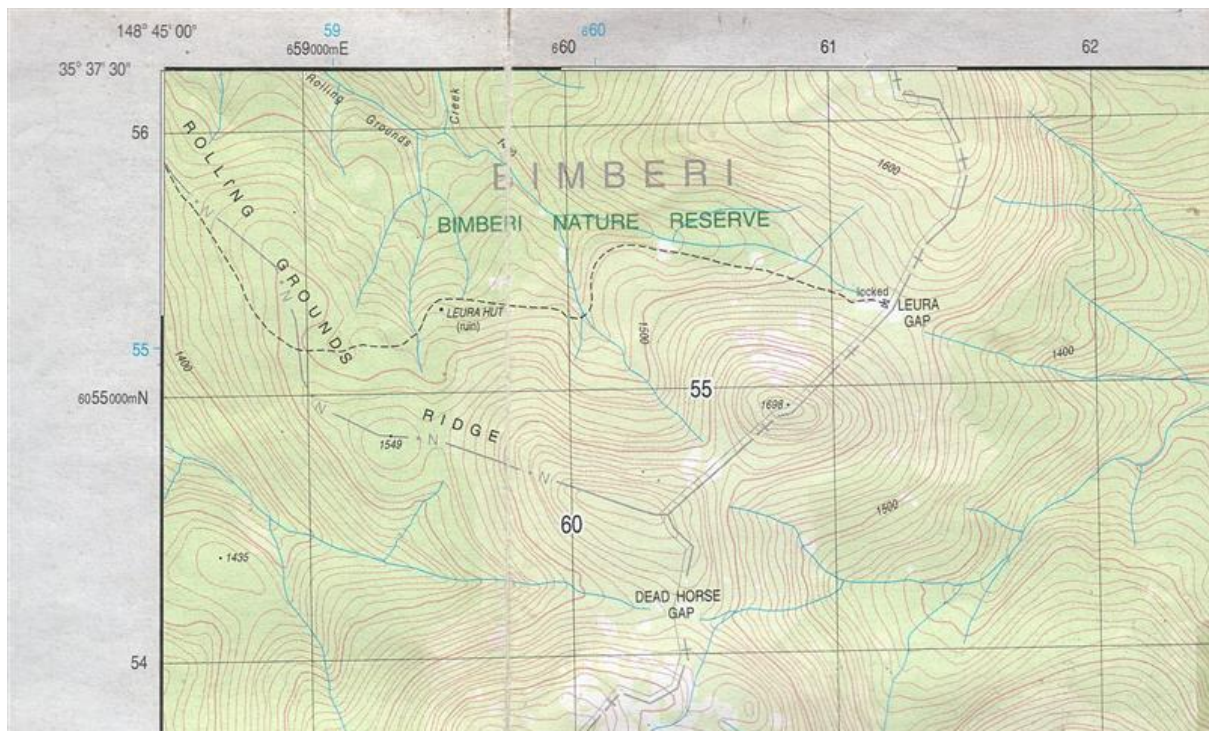 148° 45' 00"
59
659000mE
660
660
61
62
35° 37' 30"
Rolling
Grounds
Creek
56
ROLLING
BIMBERI
1600
BIMBERI NATURE RESERVE
N
GROUNDS
N
locked
LEURA HUT
(ruin)
LEURA
GAP
1500
55
1400
1400
55
6055000mN
N
RIDGE
1698
1549
N
N
1500
60
1435
DEAD HORSE
GAP
54